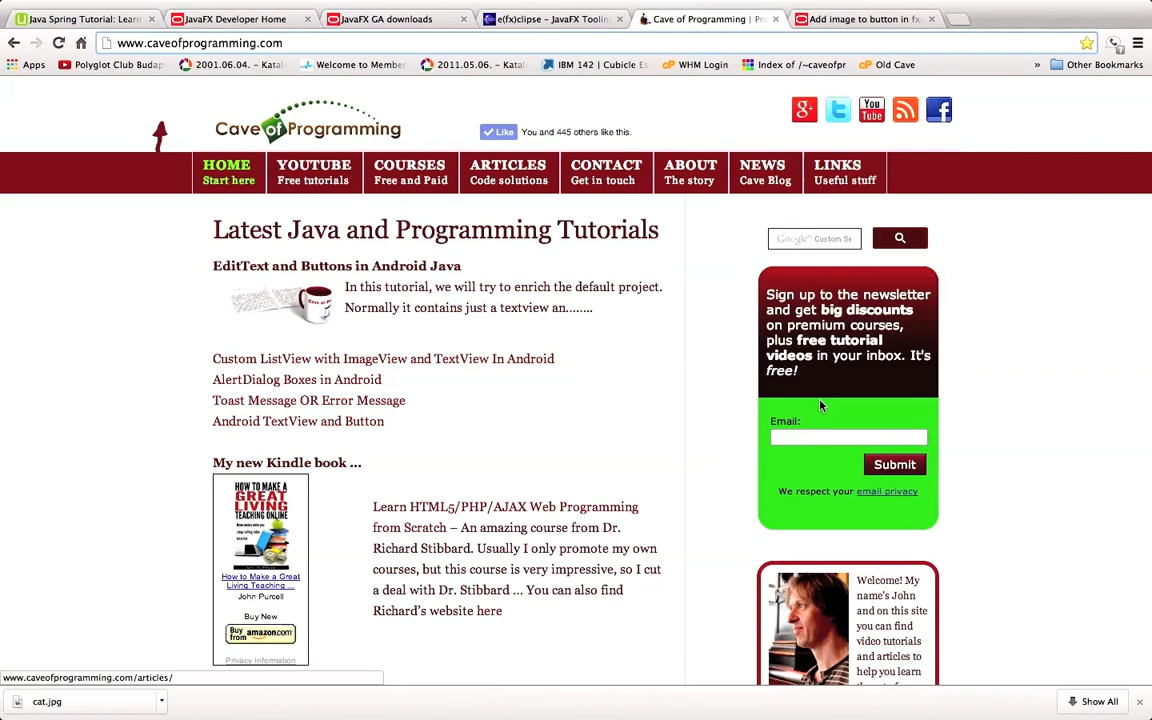 Java Spring Tutorial: Learn
JavaFX Developer Home
JavaFX GA downloads
e(fx)clipse – JavaFX Tooling
Cave of Programming | Pr
Add image to button in fx
www.caveofprogramming.com
Apps
Polyglot Club Budap
2001.06.04. - Katal
Welcome to Member
2011.05.06. - Katal
IBM 142 | Cubicle Es
WHM Login
Index of /~caveofpr
Old Cave
»
Other Bookmarks
Cave of Programming
Like
You and 445 others like this.
You
Tube
HOME
Start here
YOUTUBE
Free tutorials
COURSES
Free and Paid
ARTICLES
Code solutions
CONTACT
Get in touch
ABOUT
The story
NEWS
Cave Blog
LINKS
Useful stuff
Latest Java and Programming Tutorials
EditText and Buttons in Android Java
In this tutorial, we will try to enrich the default project.
Normally it contains just a textview an........
Custom ListView with ImageView and TextView In Android
AlertDialog Boxes in Android
Toast Message OR Error Message
Android TextView and Button
My new Kindle book ...
HOW TO MAKE A
GREAT
LIVING
TEACHING
ONLINE
How to Make a Great
Living Teaching ...
John Purcell
Buy New
Buy from amazon.com
Privacy Information
Learn HTML5/PHP/AJAX Web Programming
from Scratch – An amazing course from Dr.
Richard Stibbard. Usually I only promote my own
courses, but this course is very impressive, so I cut
a deal with Dr. Stibbard ... You can also find
Richard's website here
Google™ Custom Se
Sign up to the newsletter
and get big discounts
on premium courses,
plus free tutorial
videos in your inbox. It's
free!
Email:
Submit
We respect your email privacy
Welcome! My
name's John
and on this site
you can find
video tutorials
and articles to
help you learn
www.caveofprogramming.com/articles/
cat.jpg
Show All